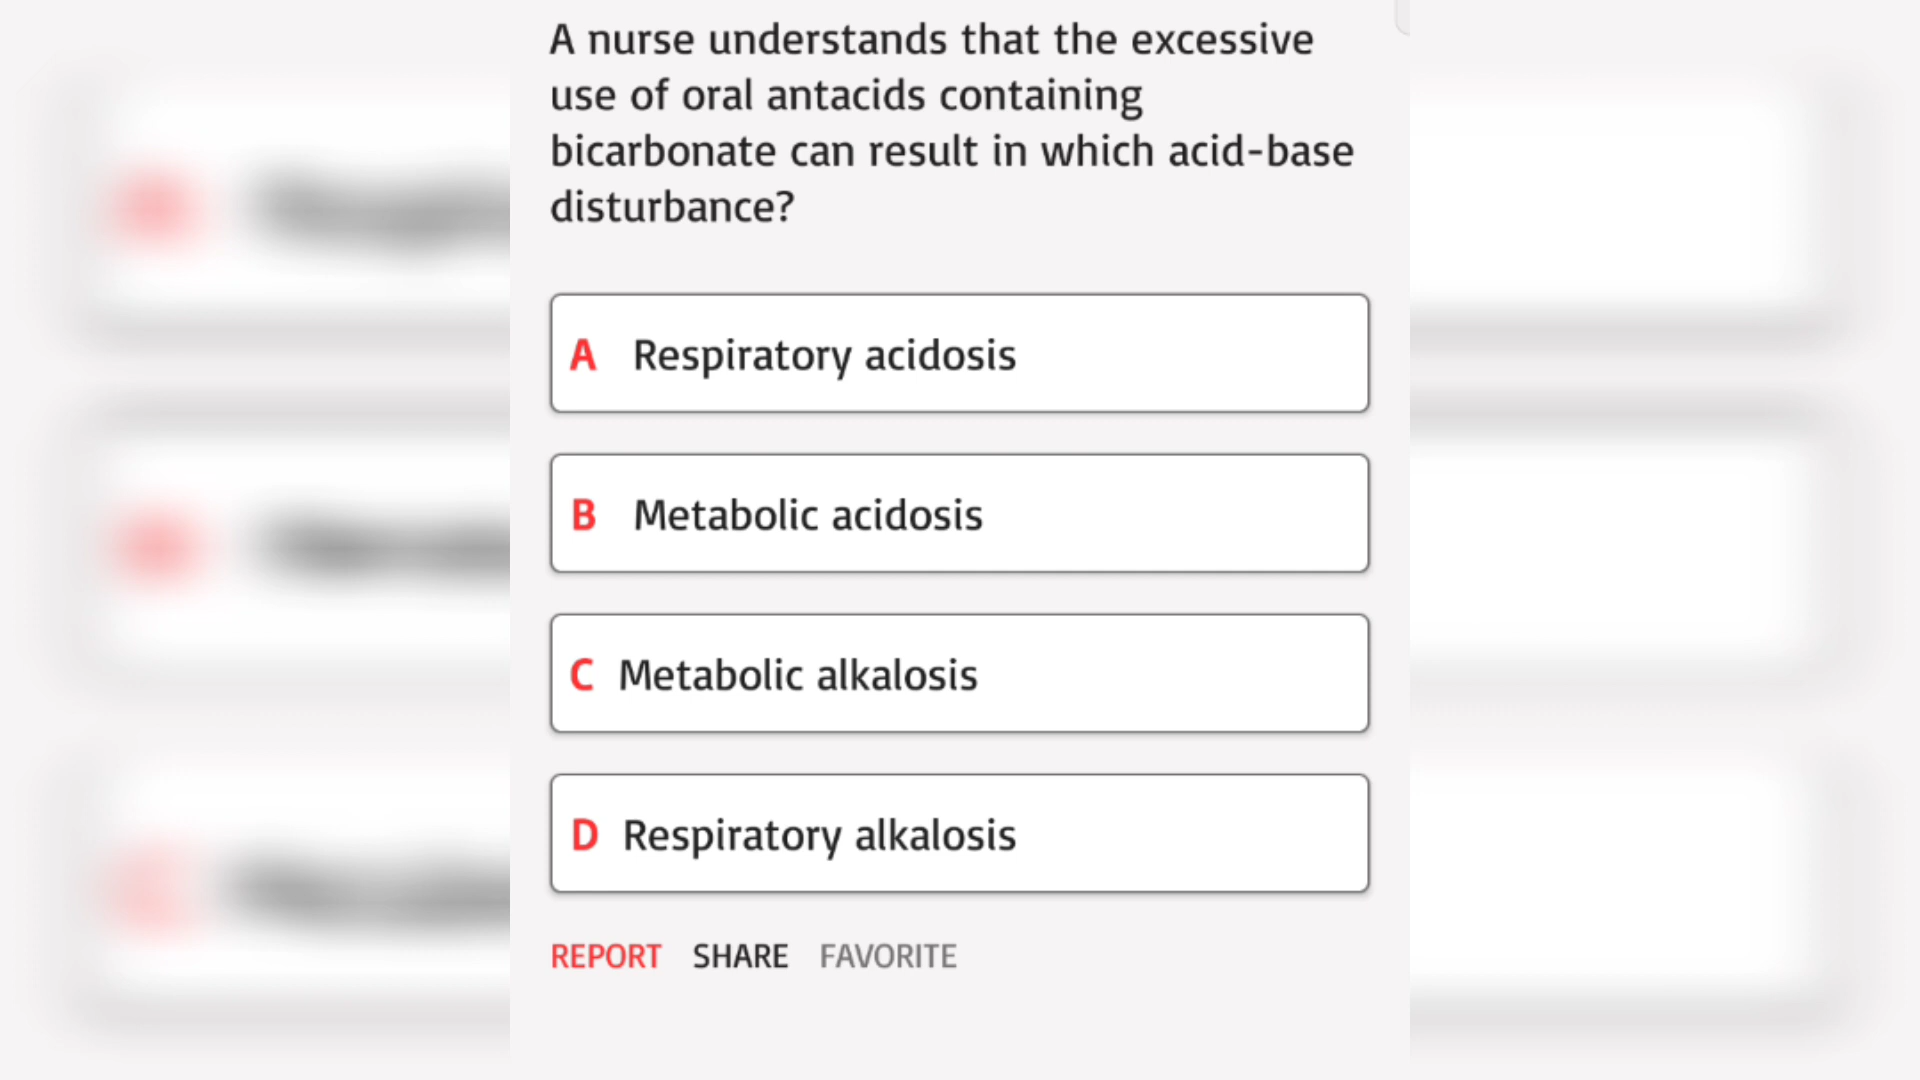 A nurse understands that the excessive
use of oral antacids containing
bicarbonate can result in which acid-base
disturbance?
A Respiratory acidosis
B Metabolic acidosis
C Metabolic alkalosis
D Respiratory alkalosis
REPORT SHARE FAVORITE